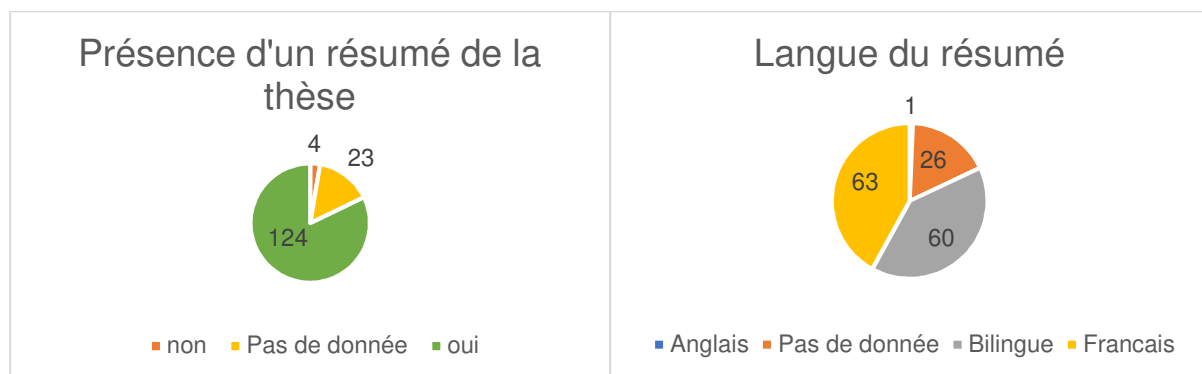 Présence d'un résumé de la
thèse
4
23
124
non Pas de donnée oui
Langue du résumé
1
26
63
60
Anglais Pas de donnée Bilingue Francais